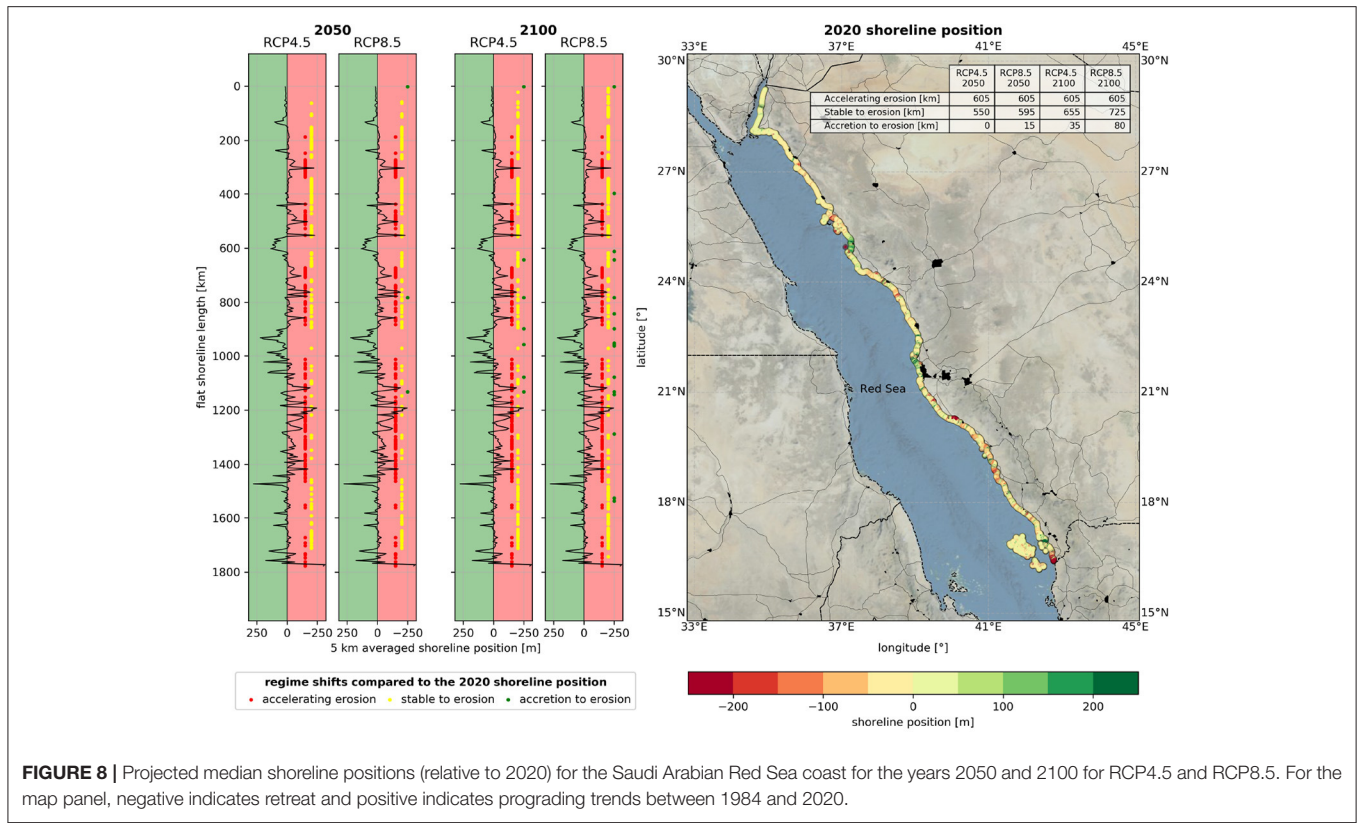 2050
RCP4.5 RCP8.5
2100
RCP4.5 RCP8.5
flat shoreline length [km]
0
200
400
600
800
1000
1200
1400
1600
1800
250 0 −250
250 0 −250
250 0 −250
250 0 −250
5 km averaged shoreline position [m]
regime shifts compared to the 2020 shoreline position
accelerating erosion stable to erosion accretion to erosion
2020 shoreline position
33°E 37°E 41°E 45°E
30°N 30°N
27°N 27°N
24°N 24°N
21°N 21°N
18°N 18°N
15°N 15°N
33°E 37°E 41°E 45°E
latitude [°]
longitude [°]
RCP4.5 RCP8.5 RCP4.5 RCP8.5
2050 2050 2100 2100
Accelerating erosion [km] 605 605 605 605
Stable to erosion [km] 550 595 655 725
Accretion to erosion [km] 0 15 35 80
Red Sea
−200 −100 0 100 200
shoreline position [m]
FIGURE 8 | Projected median shoreline positions (relative to 2020) for the Saudi Arabian Red Sea coast for the years 2050 and 2100 for RCP4.5 and RCP8.5. For the
map panel, negative indicates retreat and positive indicates prograding trends between 1984 and 2020.